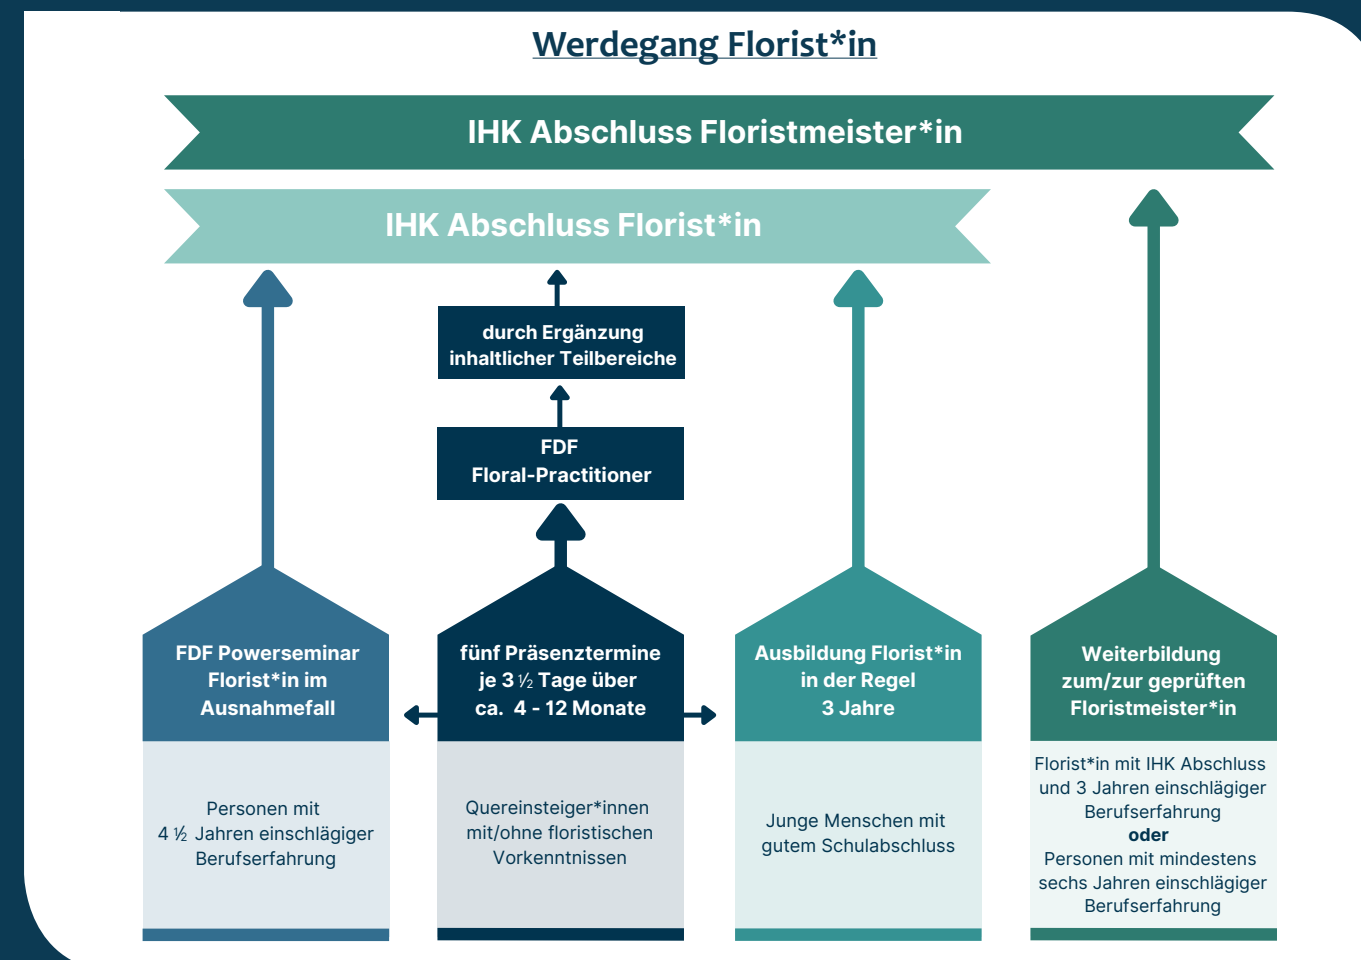 Werdegang Florist*in
IHK Abschluss Floristmeister*in
IHK Abschluss Florist*in
durch Ergänzung
inhaltlicher Teilbereiche
FDF
Floral-Practitioner
FDF Powerseminar
Florist*in im
Ausnahmefall
Personen mit
4 ½ Jahren einschlägiger
Berufserfahrung
fünf Präsenztermine
je 3 ½ Tage über
ca. 4 - 12 Monate
Quereinsteiger*innen
mit/ohne floristischen
Vorkenntnissen
Ausbildung Florist*in
in der Regel
3 Jahre
Junge Menschen mit
gutem Schulabschluss
Weiterbildung
zum/zur geprüften
Floristmeister*in
Florist*in mit IHK Abschluss
und 3 Jahren einschlägiger
Berufserfahrung
oder
Personen mit mindestens
sechs Jahren einschlägiger
Berufserfahrung